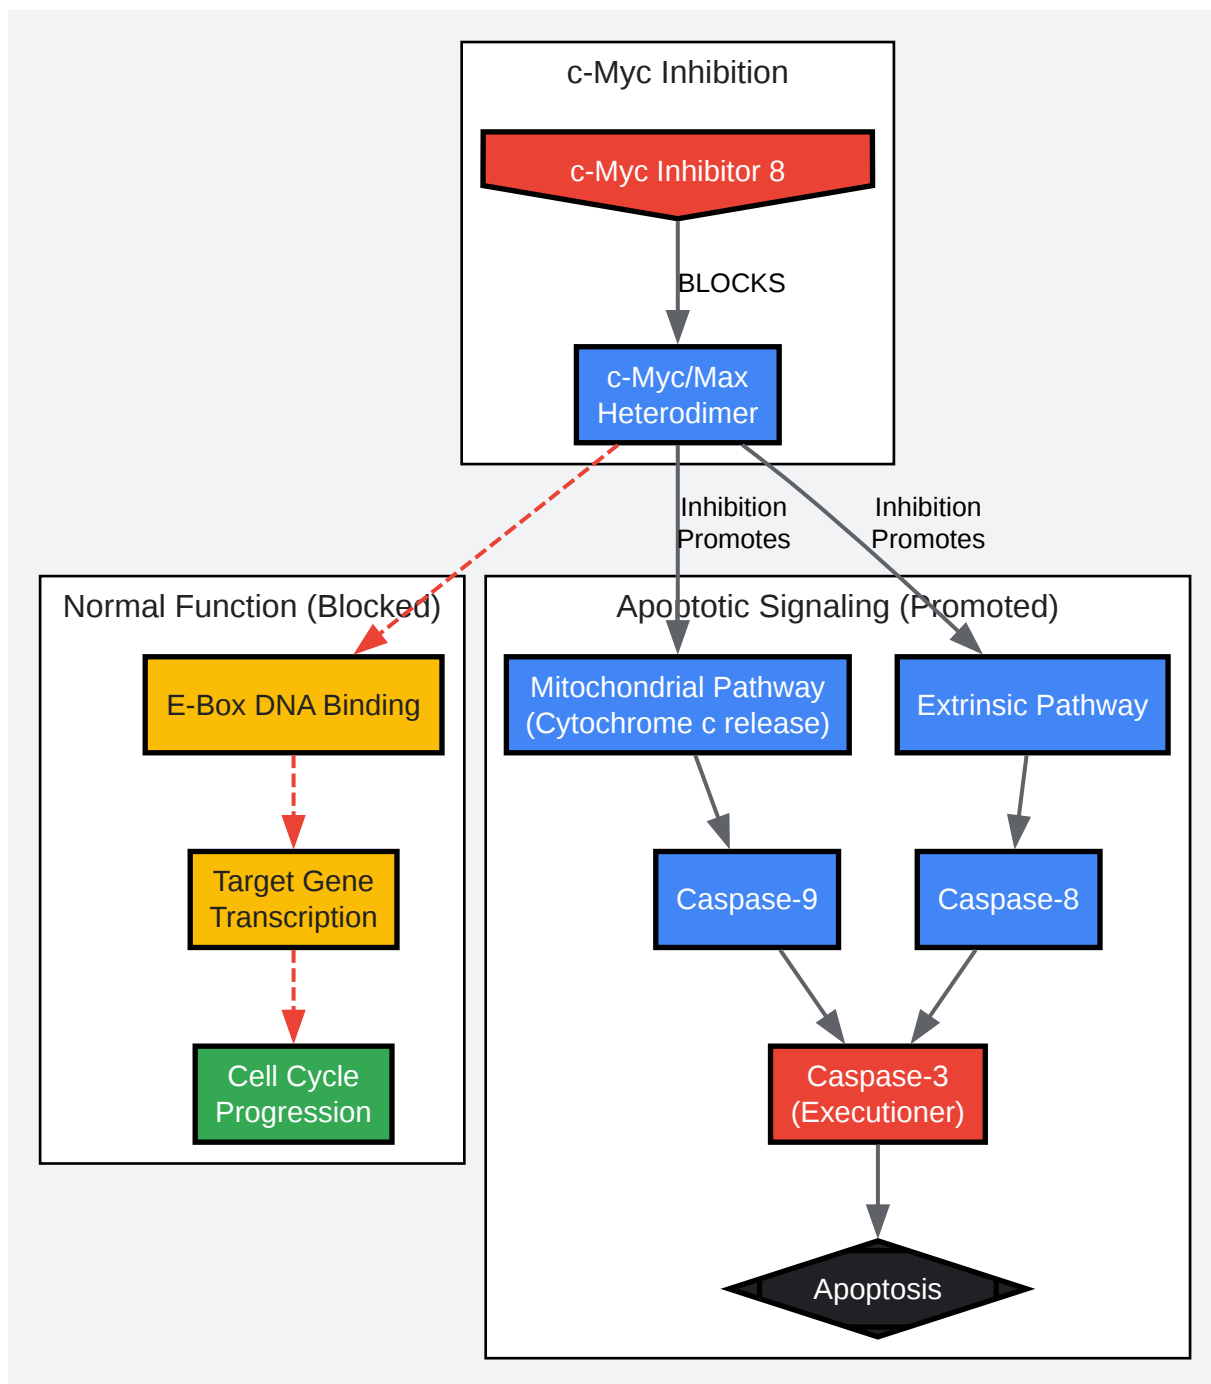 c-Myc Inhibition
c-Myc Inhibitor 8
BLOCKS
c-Myc/Max
Heterodimer
Inhibition
Promotes
Inhibition
Promotes
Normal Function (Blocked)
E-Box DNA Binding
Target Gene
Transcription
Cell Cycle
Progression
Apoptotic Signaling (Promoted)
Mitochondrial Pathway
(Cytochrome c release)
Extrinsic Pathway
Caspase-9
Caspase-8
Caspase-3
(Executioner)
Apoptosis